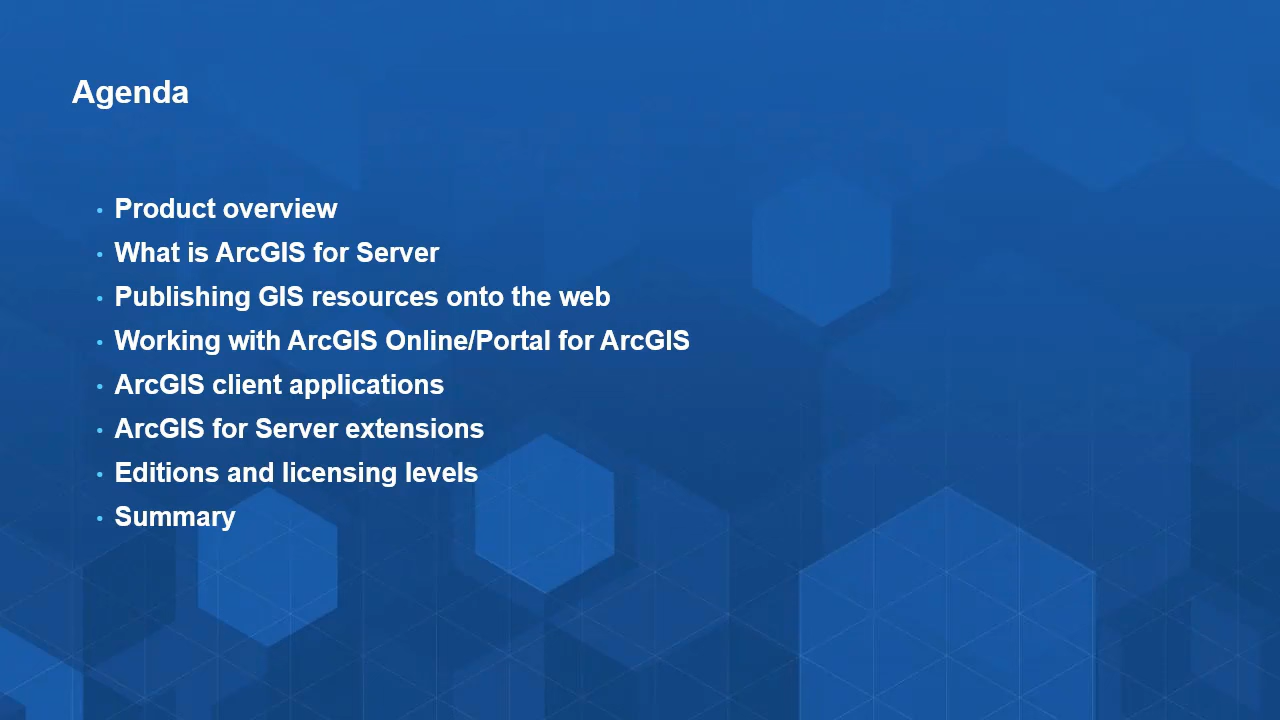 Agenda
• Product overview
• What is ArcGIS for Server
• Publishing GIS resources onto the web
• Working with ArcGIS Online/Portal for ArcGIS
• ArcGIS client applications
• ArcGIS for Server extensions
• Editions and licensing levels
• Summary